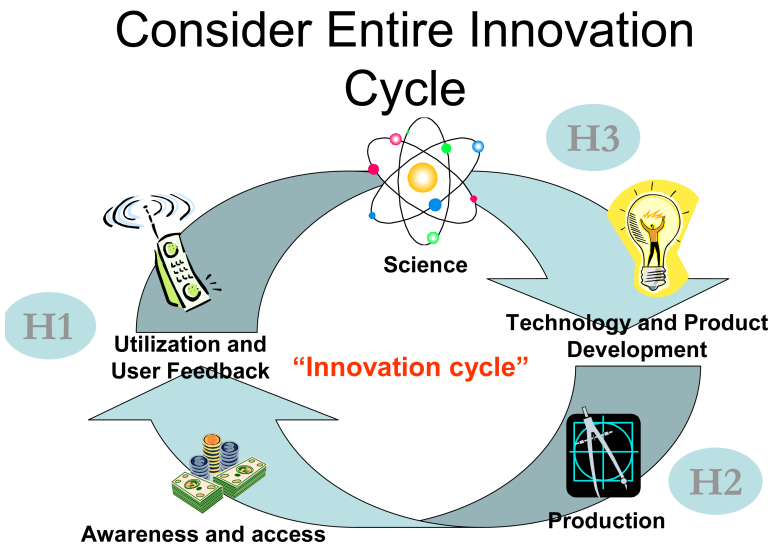 Consider Entire Innovation
Cycle
H3
Science
H1
Technology and Product
Development
Utilization and
User Feedback
“Innovation cycle”
H2
Production
Awareness and access